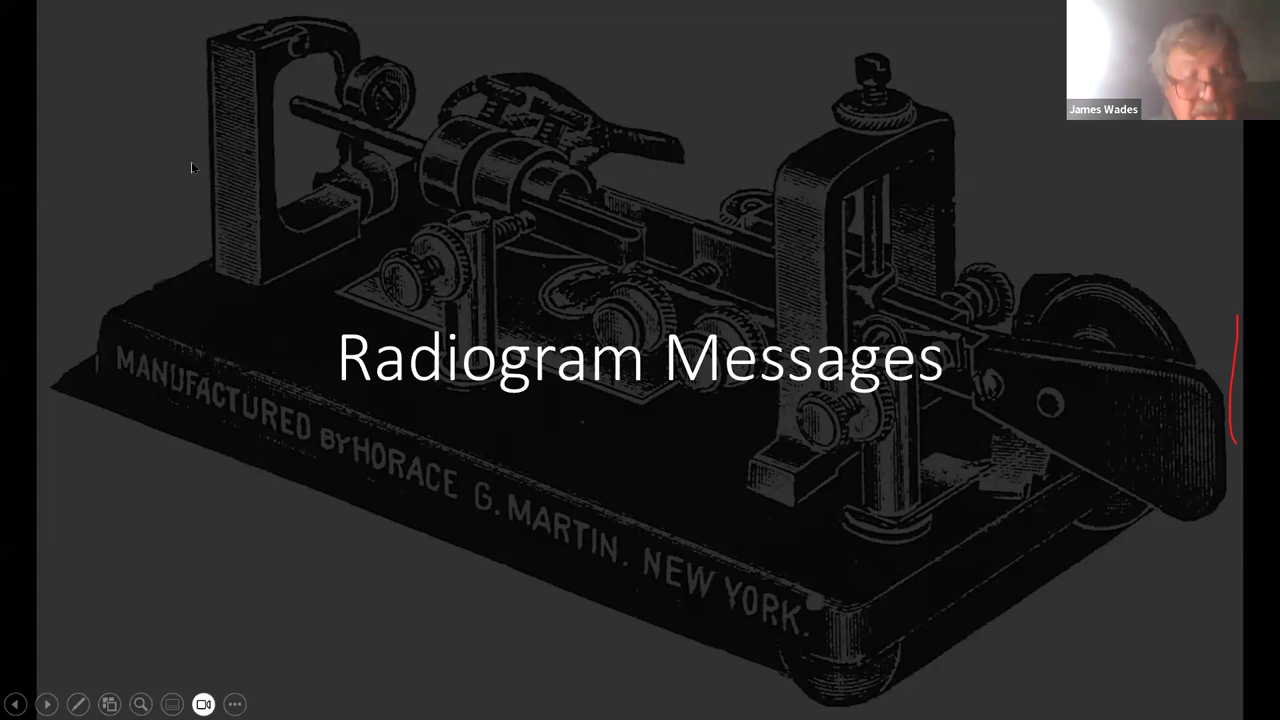 James Wades
Radiogram Messages
MANUFACTURED BY HORACE G. MARTIN. NEW YORK.